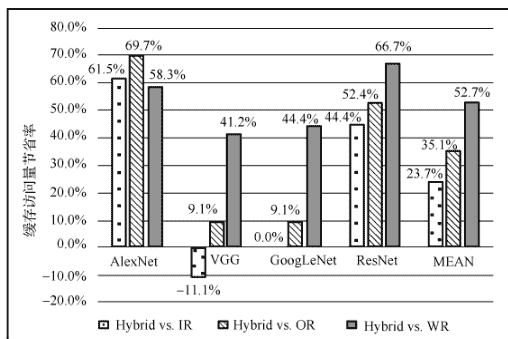 缓存访问量节省率
80.0%
70.0%
60.0%
50.0%
40.0%
30.0%
20.0%
10.0%
0.0%
−10.0%
−20.0%
61.5%
69.7%
58.3%
−11.1%
9.1%
41.2%
0.0%
9.1%
44.4%
44.4%
52.4%
66.7%
23.7%
35.1%
52.7%
AlexNet
VGG
GoogLeNet
ResNet
MEAN
Hybrid vs. IR
Hybrid vs. OR
Hybrid vs. WR